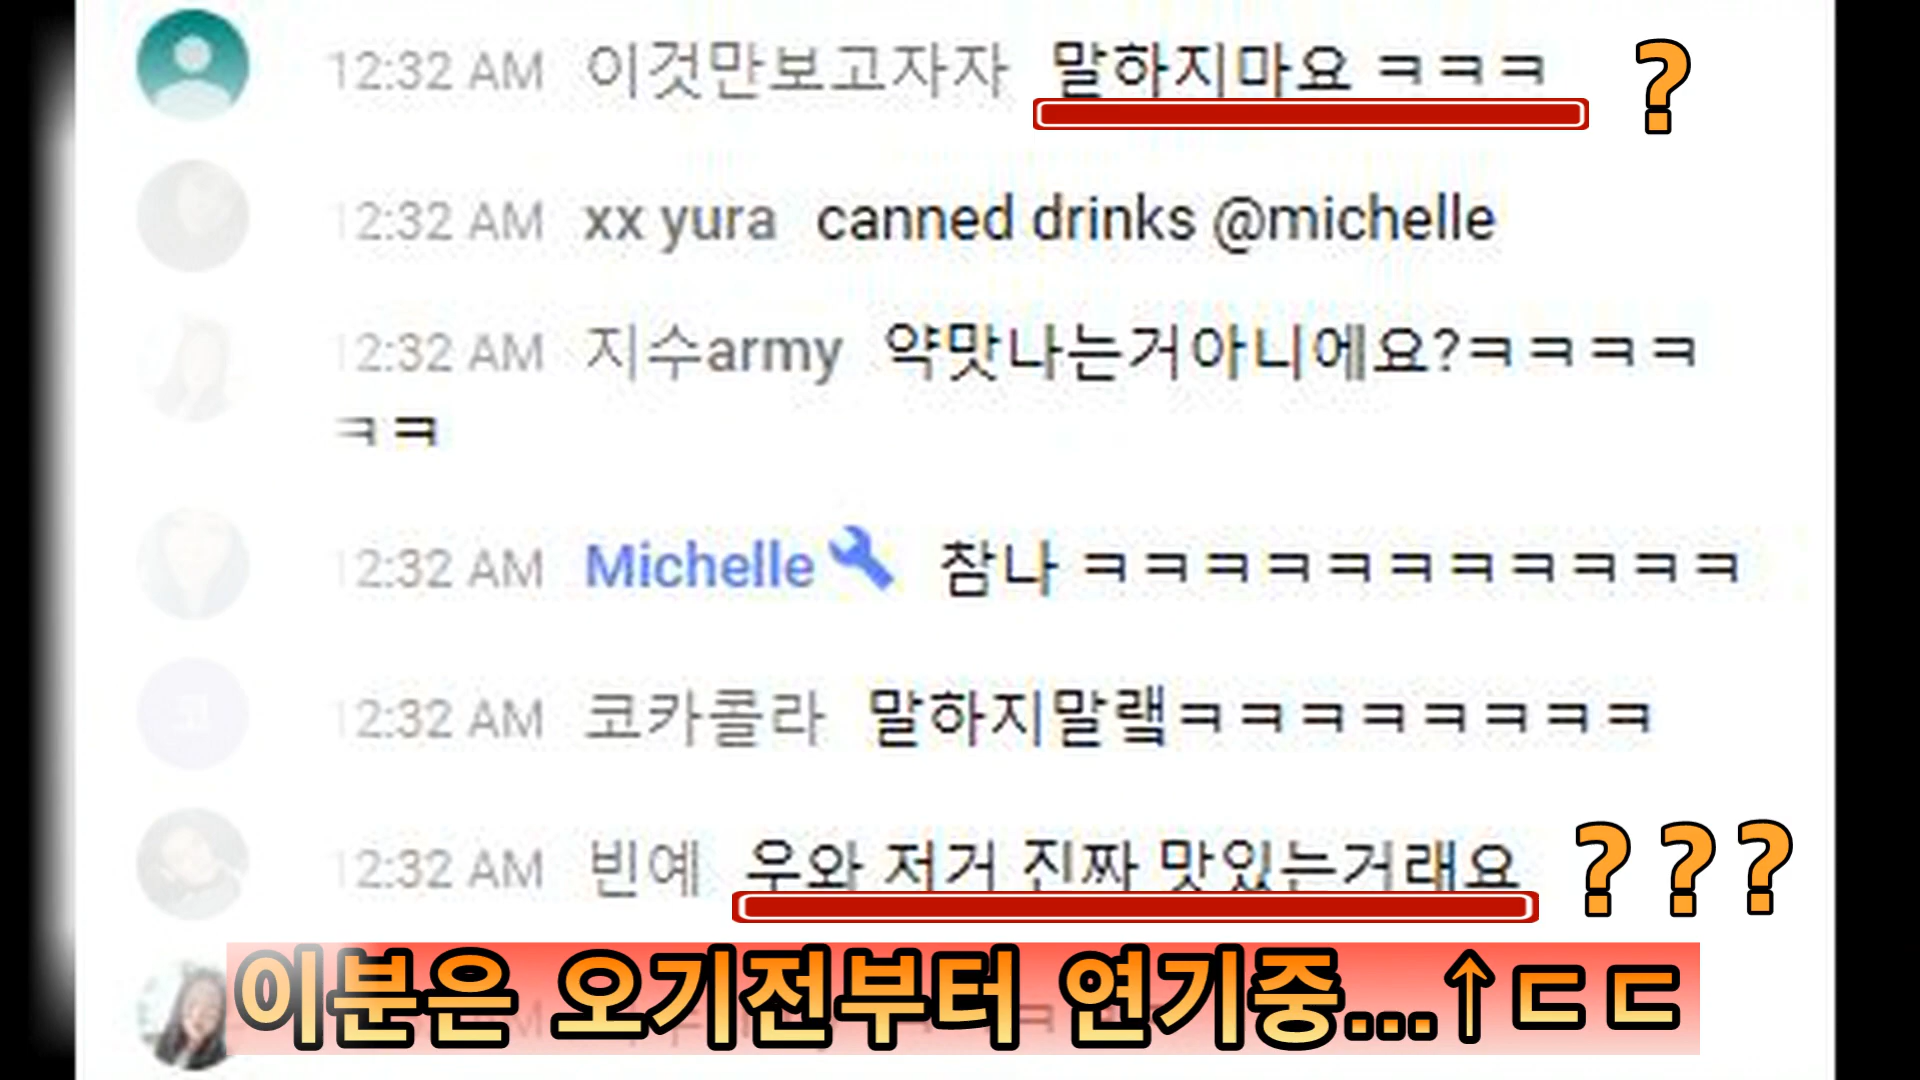 12:32 AM 이것만보고자자 말하지마요 ㅋㅋㅋ ?
12:32 AM xx yura canned drinks @michelle
12:32 AM 지수army 약맛나는거아니에요?ㅋㅋㅋㅋ
ㅋㅋ
12:32 AM Michelle 참나 ㅋㅋㅋㅋㅋㅋㅋㅋㅋㅋㅋ
12:32 AM 코카콜라 말하지말랰ㅋㅋㅋㅋㅋㅋㅋㅋ
12:32 AM 빈예 우와 저거 진짜 맛있는거래요 ???
이분은 오기전부터 연기중...↑ㄷㄷ